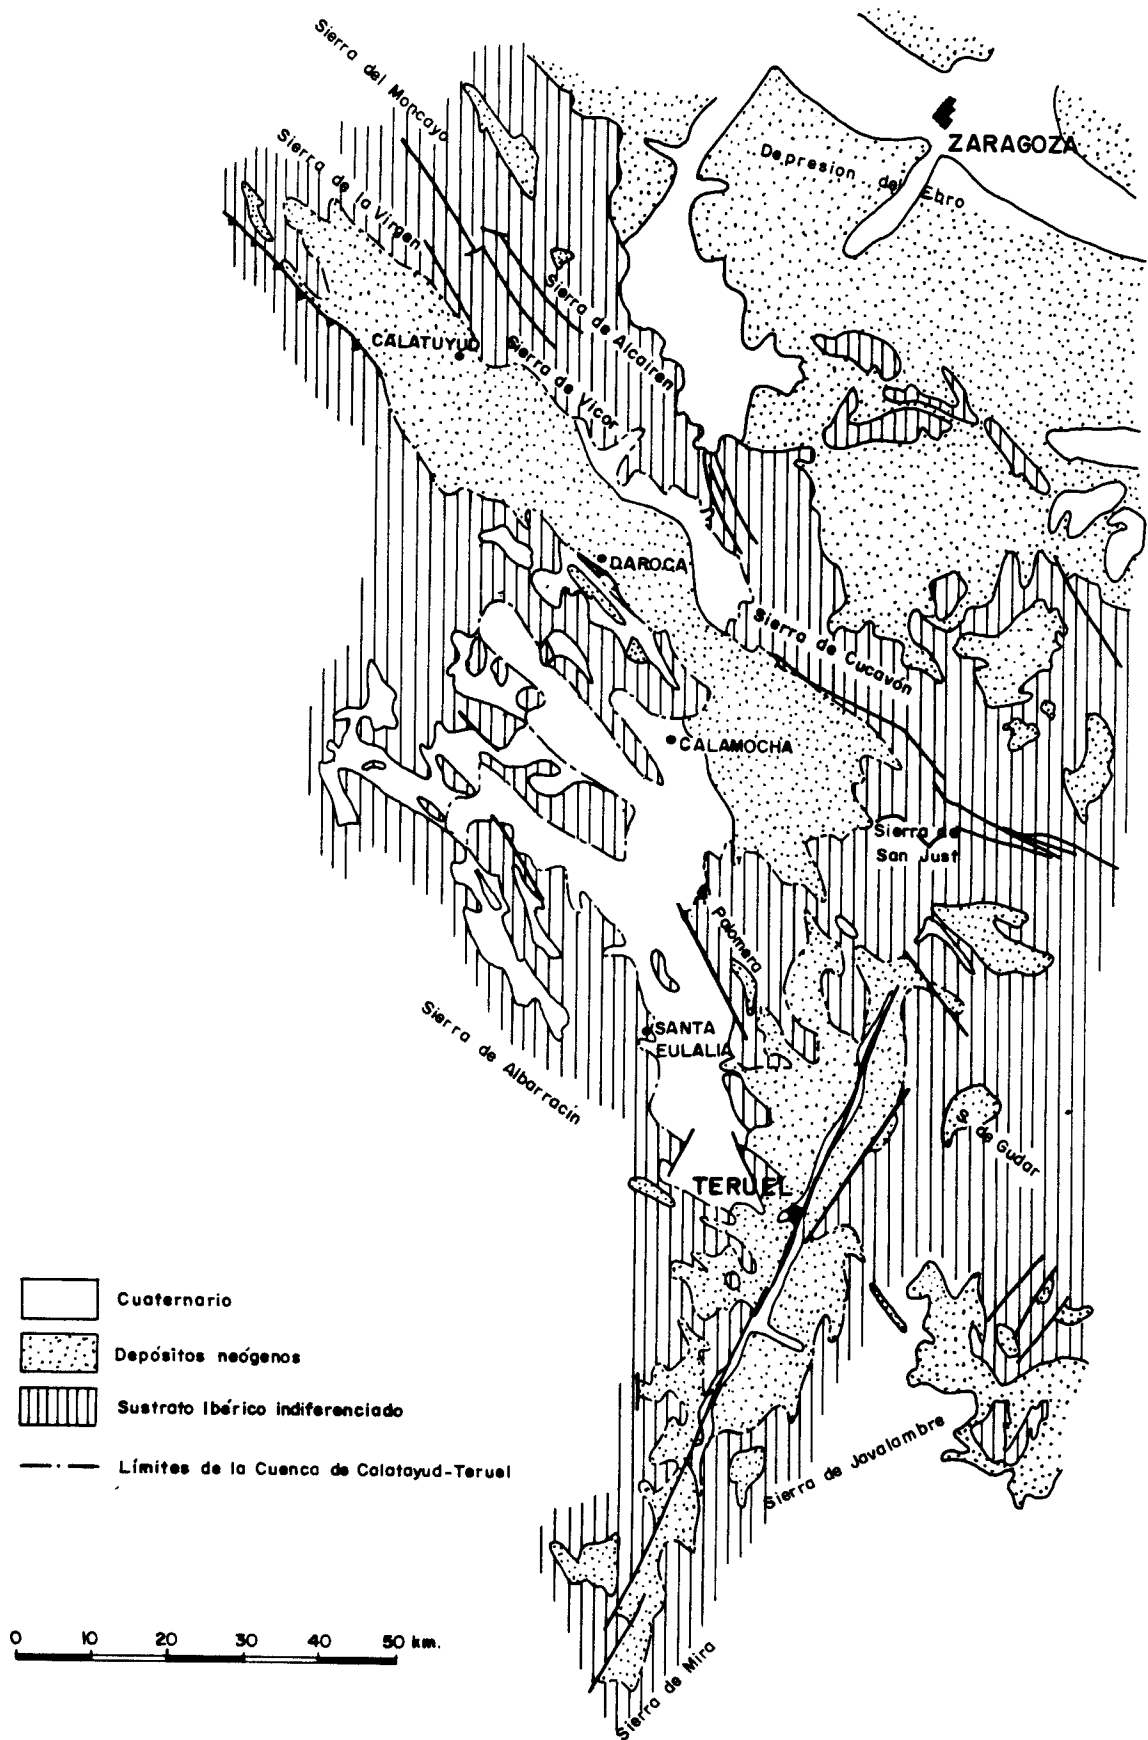 Sierra del Moncayo
ZARAGOZA
Depresion del Ebro
Sierra de la Virgen
Sierra de Alcairen
CALATUYUD
Sierra de Vicor
DAROCA
Sierra de Cucavón
CALAMOCHA
Sierra de
San Just
Palomera
SANTA
EULALIA
Sierra de Albarracín
S. de Gudar
TERUEL
Cuaternario
Depósitos neógenos
Sustrato Ibérico indiferenciado
Límites de la Cuenca de Calatayud-Teruel
Sierra de Javalambre
0 10 20 30 40 50 km.
Sierra de Mira